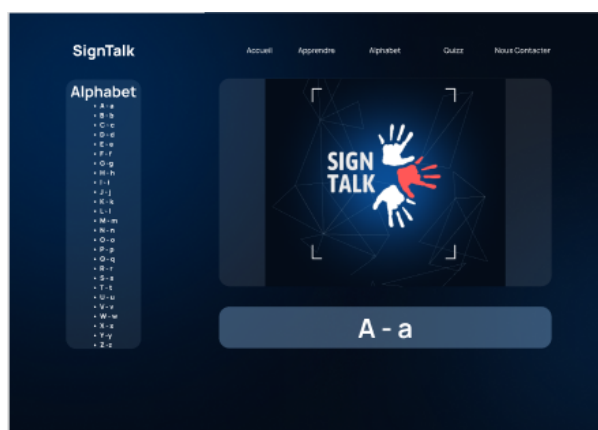 SignTalk
Accueil Apprendre Alphabet Quizz Nous Contacter
Alphabet
• A - a
• B - b
• C - c
• D - d
• E - e
• F - f
• G - g
• H - h
• I - i
• J - j
• K - k
• L - l
• M - m
• N - n
• O - o
• P - p
• Q - q
• R - r
• S - s
• T - t
• U - u
• V - v
• W - w
• X - x
• Y - y
• Z - z
SIGN
TALK
A - a